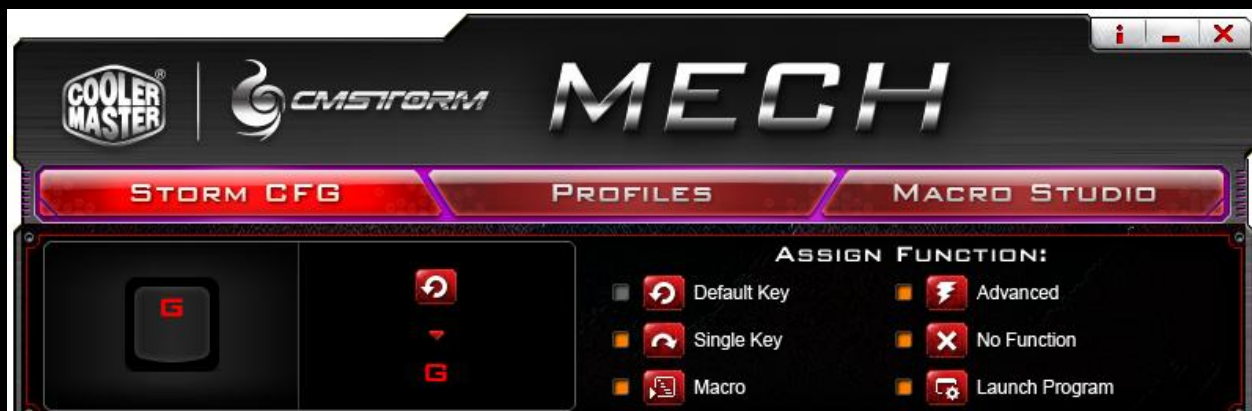 COOLER MASTER®
CMSTORM
MECH
STORM CFG
PROFILES
MACRO STUDIO
G
G
ASSIGN FUNCTION:
Default Key
Advanced
Single Key
No Function
Macro
Launch Program